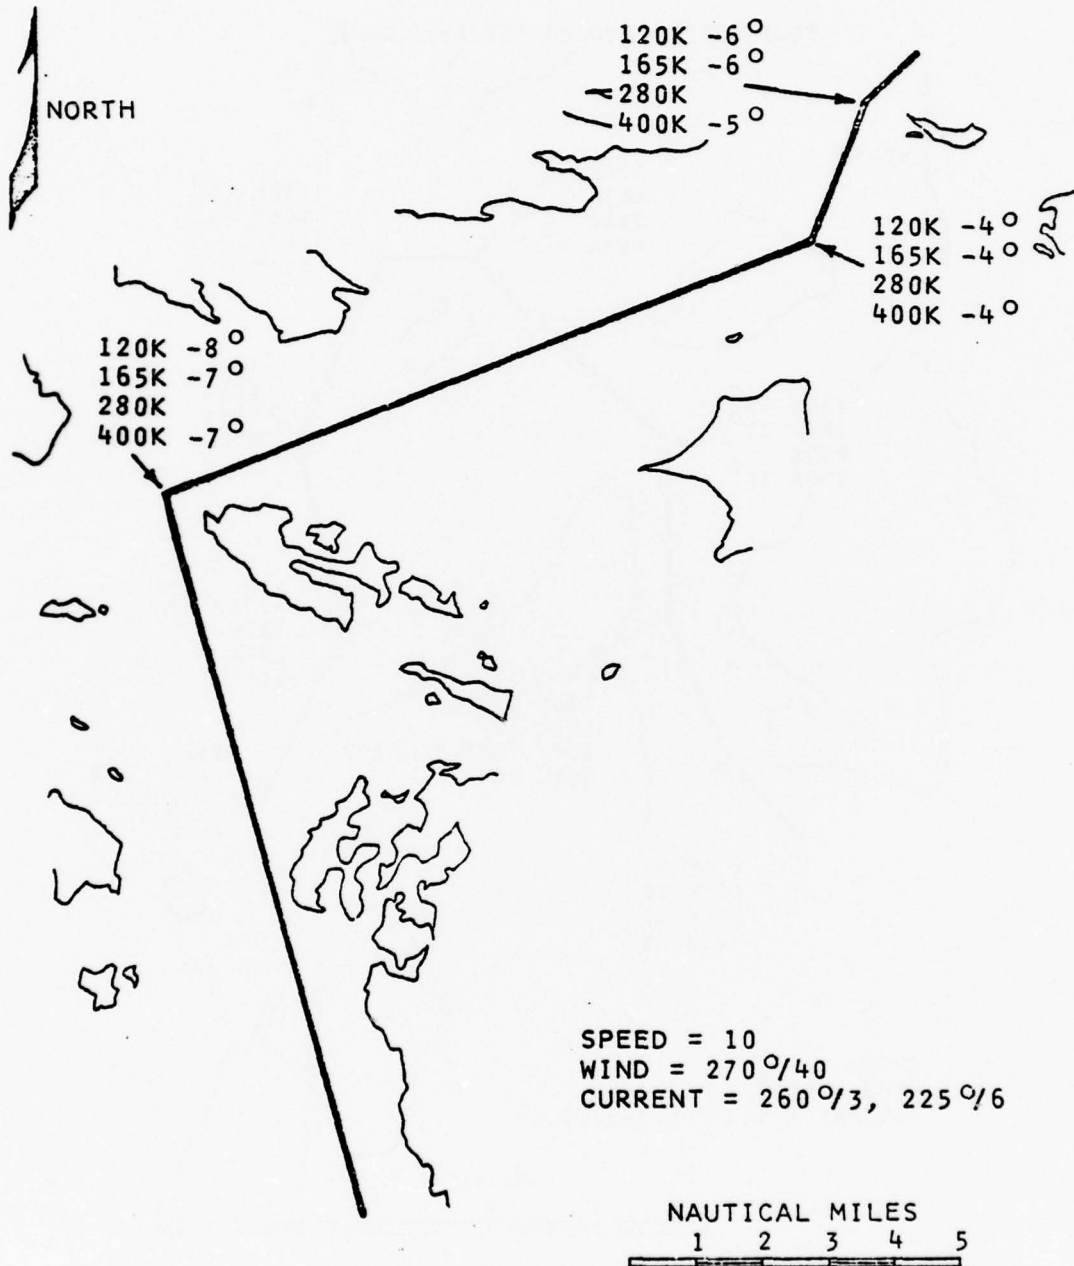 120K -6°
165K -6°
280K
400K -5°
NORTH
120K -4°
165K -4°
280K
400K -4°
120K -8°
165K -7°
280K
400K -7°
SPEED = 10
WIND = 270°/40
CURRENT = 260°/3, 225°/6
NAUTICAL MILES
1 2 3 4 5